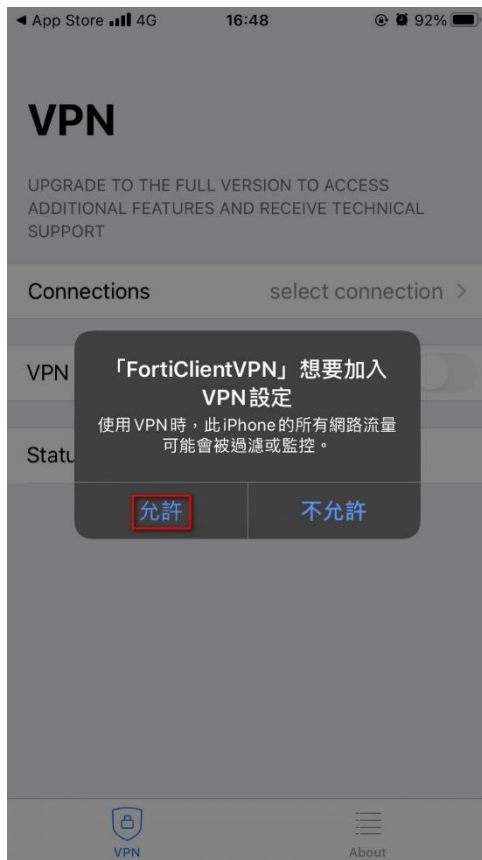 ◀ App Store 4G 16:48 92%
VPN
UPGRADE TO THE FULL VERSION TO ACCESS
ADDITIONAL FEATURES AND RECEIVE TECHNICAL
SUPPORT
Connections select connection >
VPN
「FortiClientVPN」想要加入
VPN設定
使用VPN時，此iPhone的所有網路流量
可能會被過濾或監控。
Statu
允許 不允許
VPN About